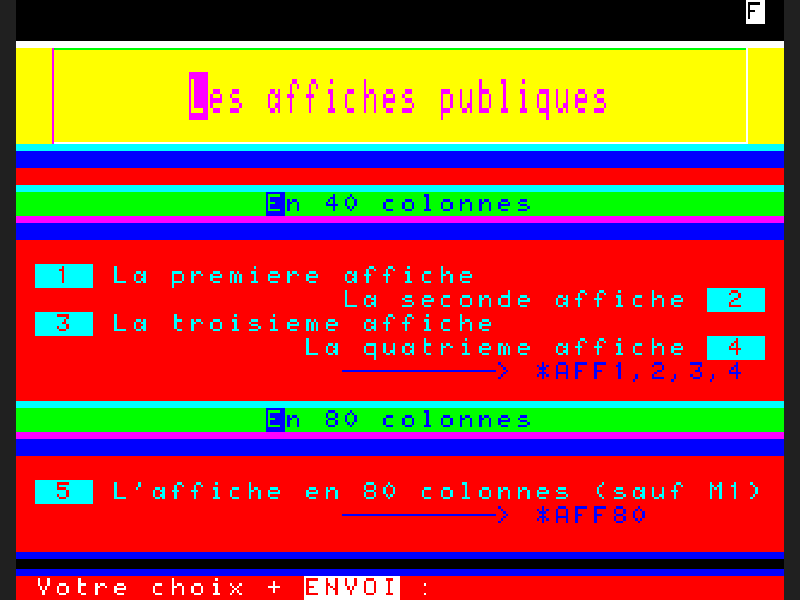 F
Les affiches publiques
En 40 colonnes
1 La premiere affiche
La seconde affiche 2
3 La troisieme affiche
La quatrieme affiche 4
————————> *AFF1,2,3,4
En 80 colonnes
5 L'affiche en 80 colonnes (sauf M1)
————————> *AFF80
Votre choix + ENVOI :